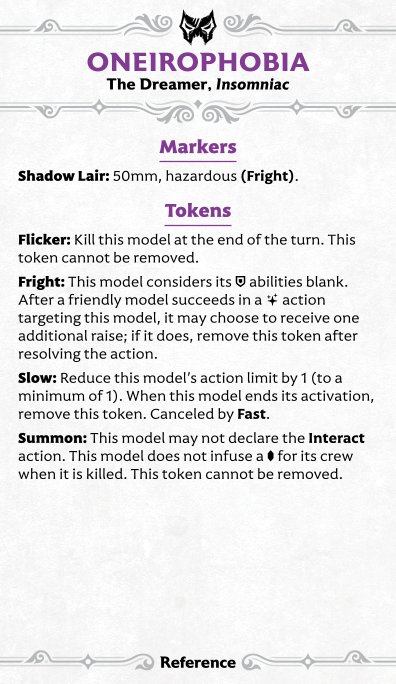 ONEIROPHOBIA
The Dreamer, Insomniac
Markers
Shadow Lair: 50mm, hazardous (Fright).
Tokens
Flicker: Kill this model at the end of the turn. This
token cannot be removed.
Fright: This model considers its abilities blank.
After a friendly model succeeds in a action
targeting this model, it may choose to receive one
additional raise; if it does, remove this token after
resolving the action.
Slow: Reduce this model’s action limit by 1 (to a
minimum of 1). When this model ends its activation,
remove this token. Canceled by Fast.
Summon: This model may not declare the Interact
action. This model does not infuse a for its crew
when it is killed. This token cannot be removed.
Reference